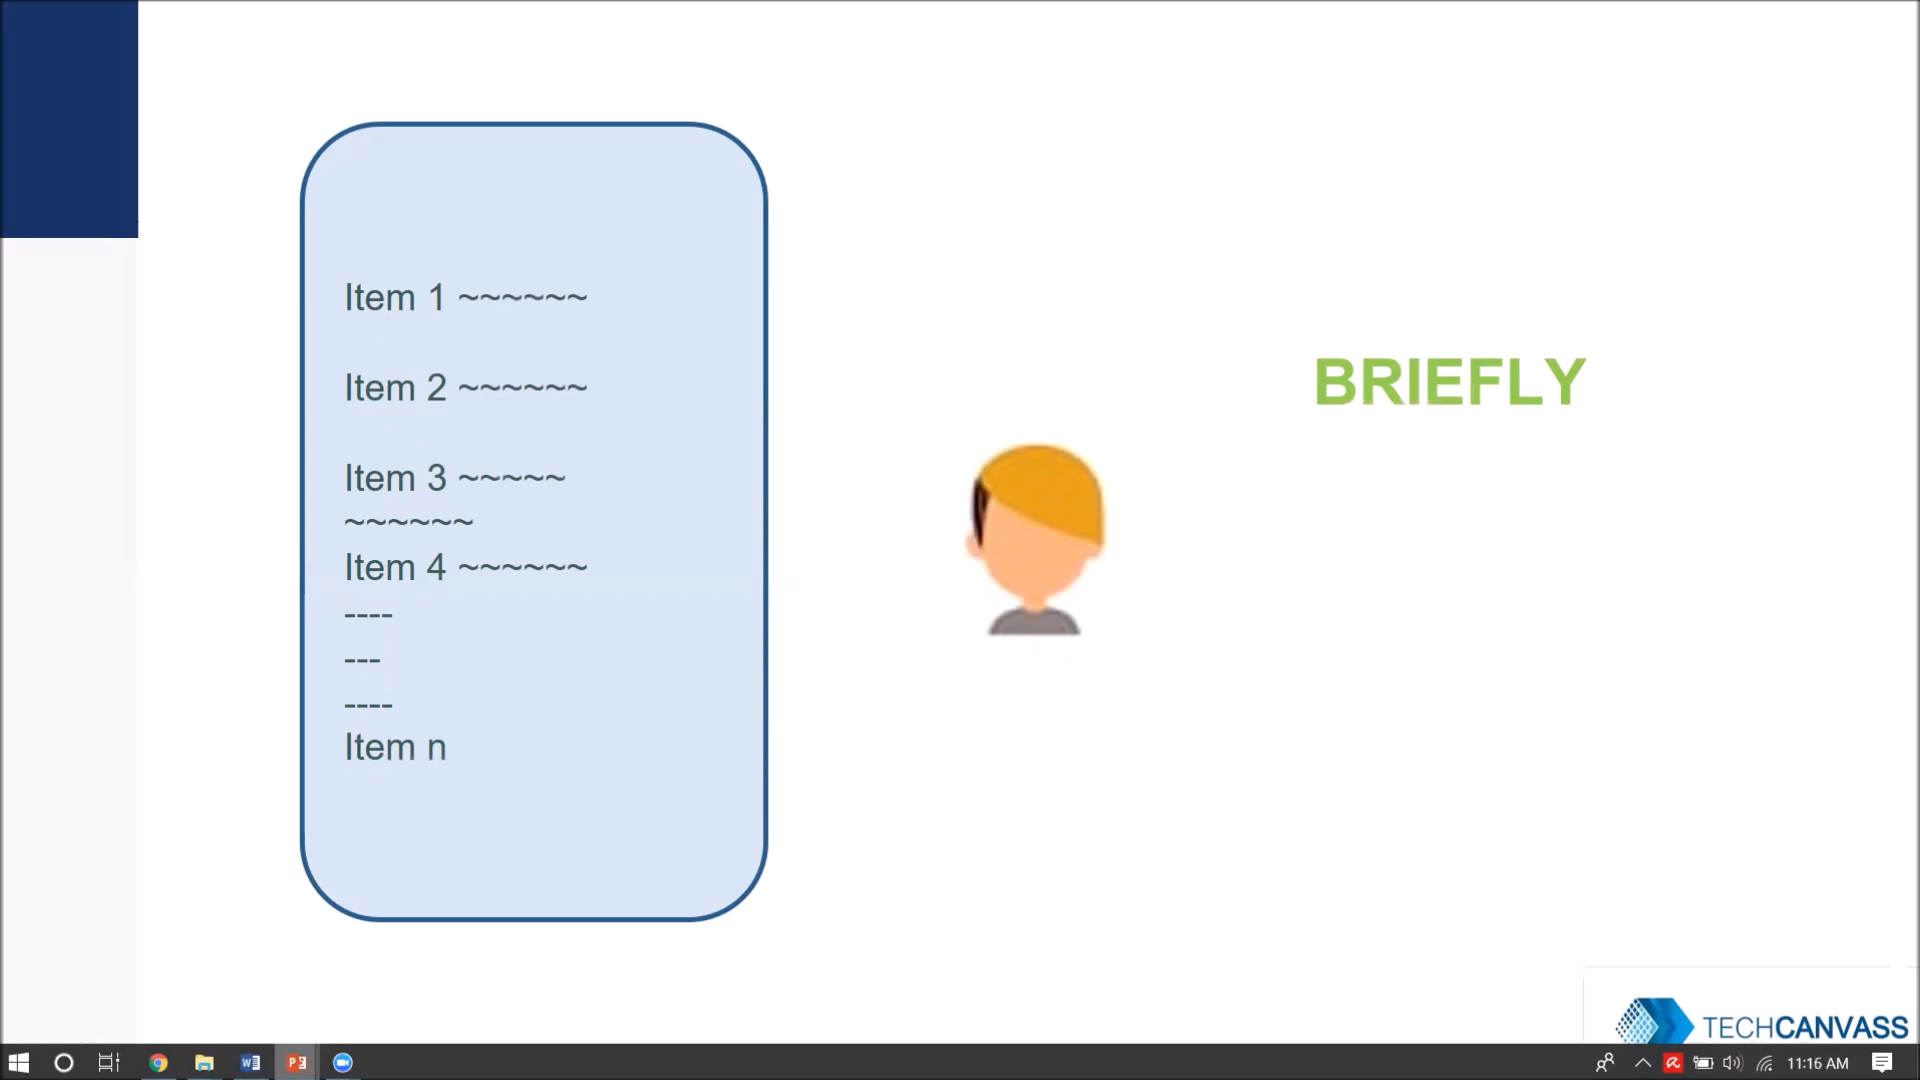 Item 1 ~~~~~~
Item 2 ~~~~~~
Item 3 ~~~~~
~~~~~~
Item 4 ~~~~~~
----
---
----
Item n
BRIEFLY
TECHCANVASS
11:16 AM